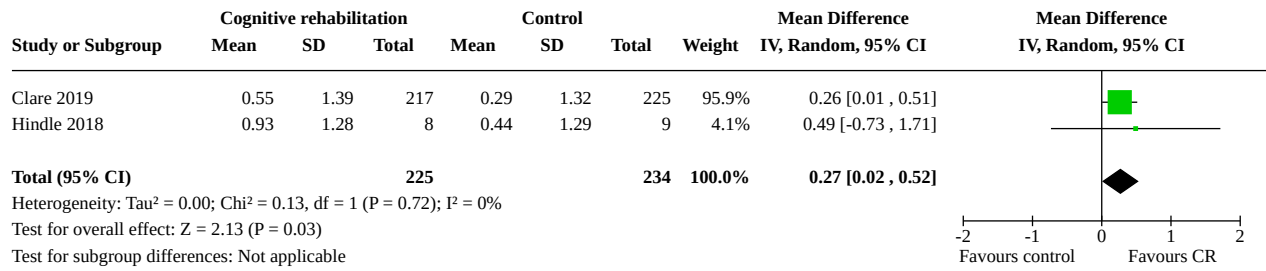 Cognitive rehabilitation Control Mean Difference Mean Difference
Study or Subgroup Mean SD Total Mean SD Total Weight IV, Random, 95% CI IV, Random, 95% CI
Clare 2019 0.55 1.39 217 0.29 1.32 225 95.9% 0.26 [0.01 , 0.51]
Hindle 2018 0.93 1.28 8 0.44 1.29 9 4.1% 0.49 [-0.73 , 1.71]
Total (95% CI) 225 234 100.0% 0.27 [0.02 , 0.52]
Heterogeneity: Tau² = 0.00; Chi² = 0.13, df = 1 (P = 0.72); I² = 0%
Test for overall effect: Z = 2.13 (P = 0.03)
-2 -1 0 1 2
Test for subgroup differences: Not applicable Favours control Favours CR